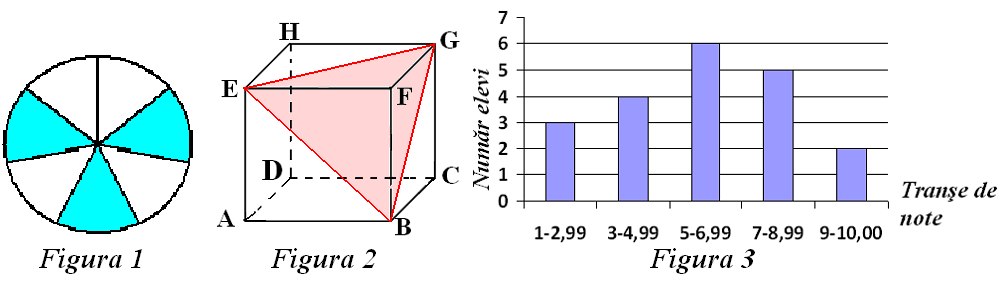 Figura 1
H
G
E
F
D
C
A
B
Figura 2
Număr elevi
7
6
5
4
3
2
1
0
1-2,99 3-4,99 5-6,99 7-8,99 9-10,00
Tranşe de
note
Figura 3